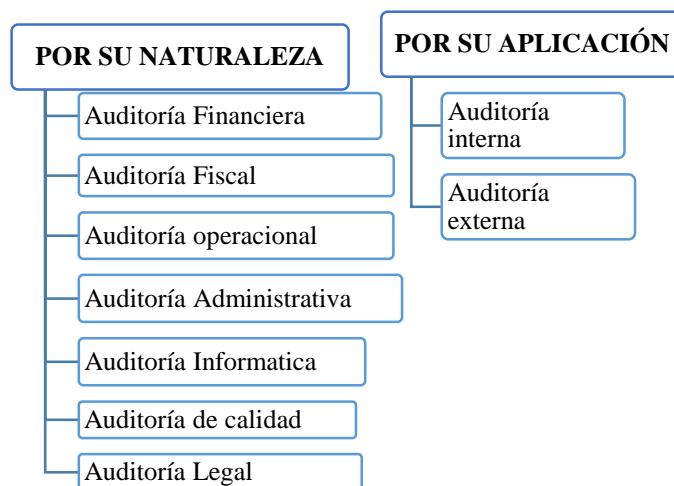 POR SU NATURALEZA
Auditoría Financiera
Auditoría Fiscal
Auditoría operacional
Auditoría Administrativa
Auditoría Informatica
Auditoría de calidad
Auditoría Legal
POR SU APLICACIÓN
Auditoría
interna
Auditoría
externa